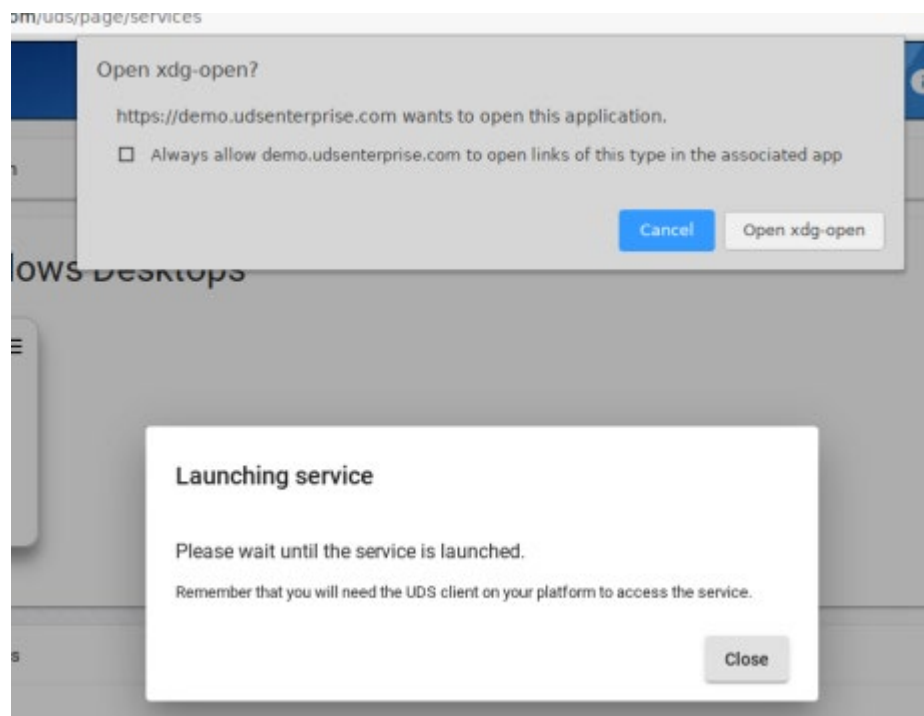 om/uds/page/services
Open xdg-open?
https://demo.udsenterprise.com wants to open this application.
Always allow demo.udsenterprise.com to open links of this type in the associated app
Cancel
Open xdg-open
lows Desktops
Launching service
Please wait until the service is launched.
Remember that you will need the UDS client on your platform to access the service.
Close
s